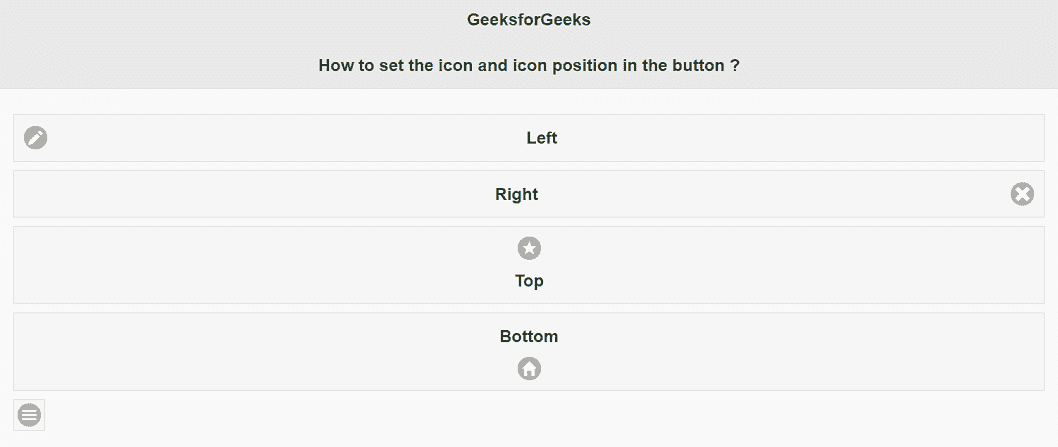 GeeksforGeeks
How to set the icon and icon position in the button ?
Left
Right
Top
Bottom